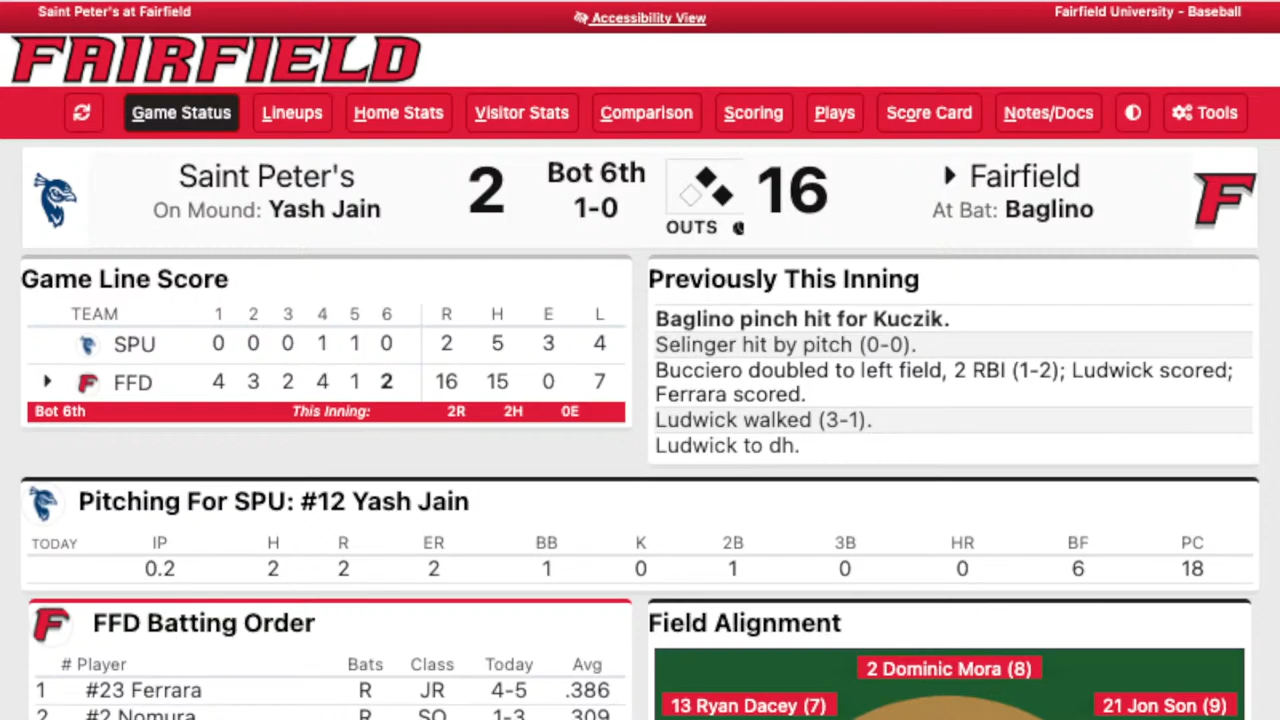 Saint Peter's at Fairfield
Accessibility View
Fairfield University - Baseball
FAIRFIELD
Game Status Lineups Home Stats Visitor Stats Comparison Scoring Plays Score Card Notes/Docs Tools
Saint Peter's 2 Bot 6th 16 Fairfield
On Mound: Yash Jain 1-0 At Bat: Baglino
OUTS
F
Game Line Score
TEAM 1 2 3 4 5 6 R H E L
SPU 0 0 0 1 1 0 2 5 3 4
FFD 4 3 2 4 1 2 16 15 0 7
Bot 6th This Inning: 2R 2H 0E
Previously This Inning
Baglino pinch hit for Kuczik.
Selinger hit by pitch (0-0).
Bucciero doubled to left field, 2 RBI (1-2); Ludwick scored;
Ferrara scored.
Ludwick walked (3-1).
Ludwick to dh.
Pitching For SPU: #12 Yash Jain
TODAY IP H R ER BB K 2B 3B HR BF PC
0.2 2 2 2 1 0 1 0 0 6 18
F FFD Batting Order
# Player Bats Class Today Avg
1 #23 Ferrara R JR 4-5 .386
2 #2 Nomura R SO 1-3 .309
Field Alignment
2 Dominic Mora (8)
13 Ryan Dacey (7)
21 Jon Son (9)